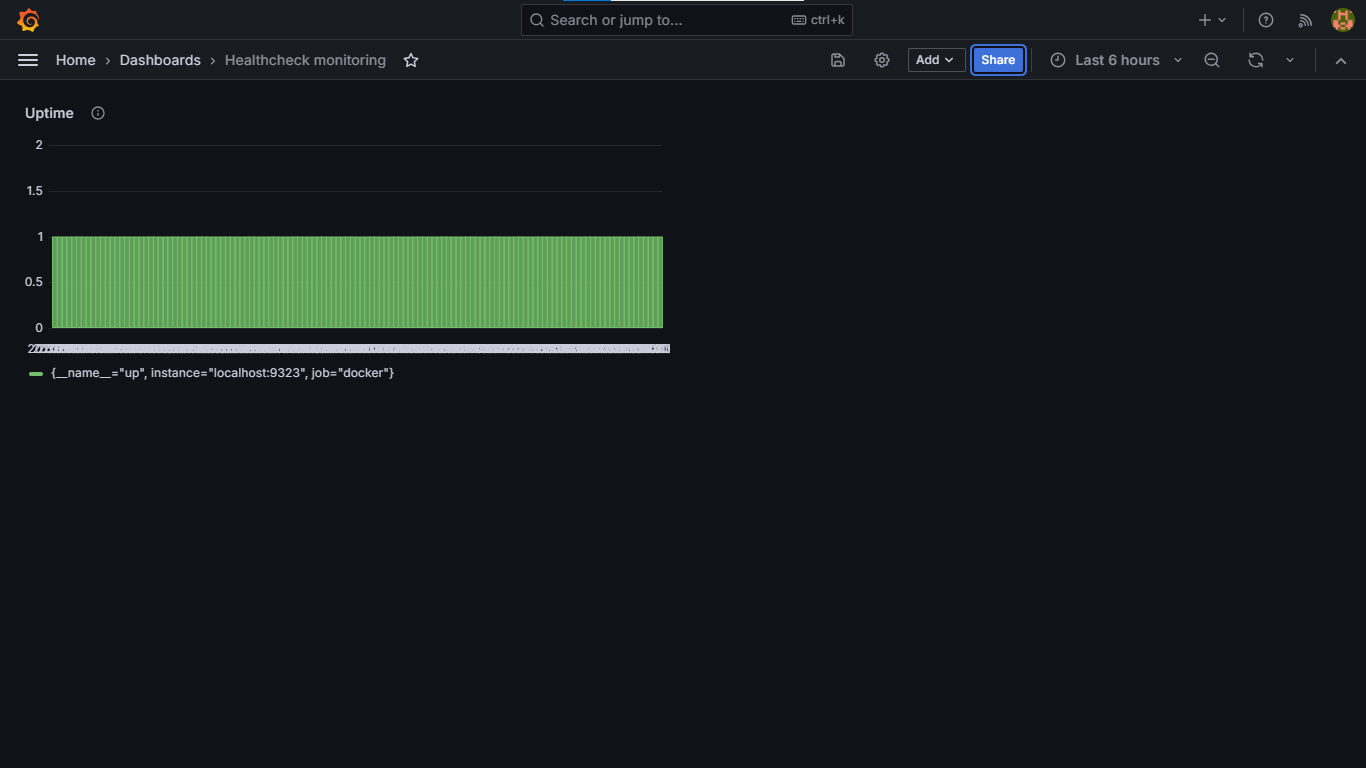 Search or jump to... ctrl+k
Home › Dashboards › Healthcheck monitoring Add Share Last 6 hours
Uptime
2
1.5
1
0.5
0
{__name__="up", instance="localhost:9323", job="docker"}